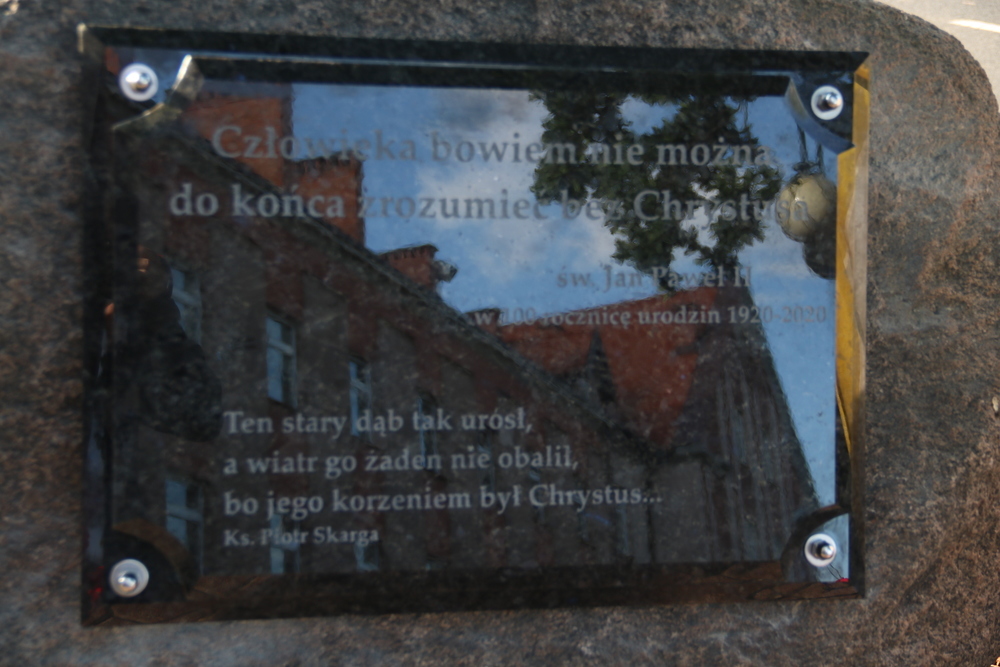 Człowieka bowiem nie można
do końca zrozumieć bez Chrystusa
św. Jan Paweł II
w 100 rocznicę urodzin 1920-2020
Ten stary dąb tak urósł,
a wiatr go żaden nie obalił,
bo jego korzeniem był Chrystus...
Ks. Piotr Skarga